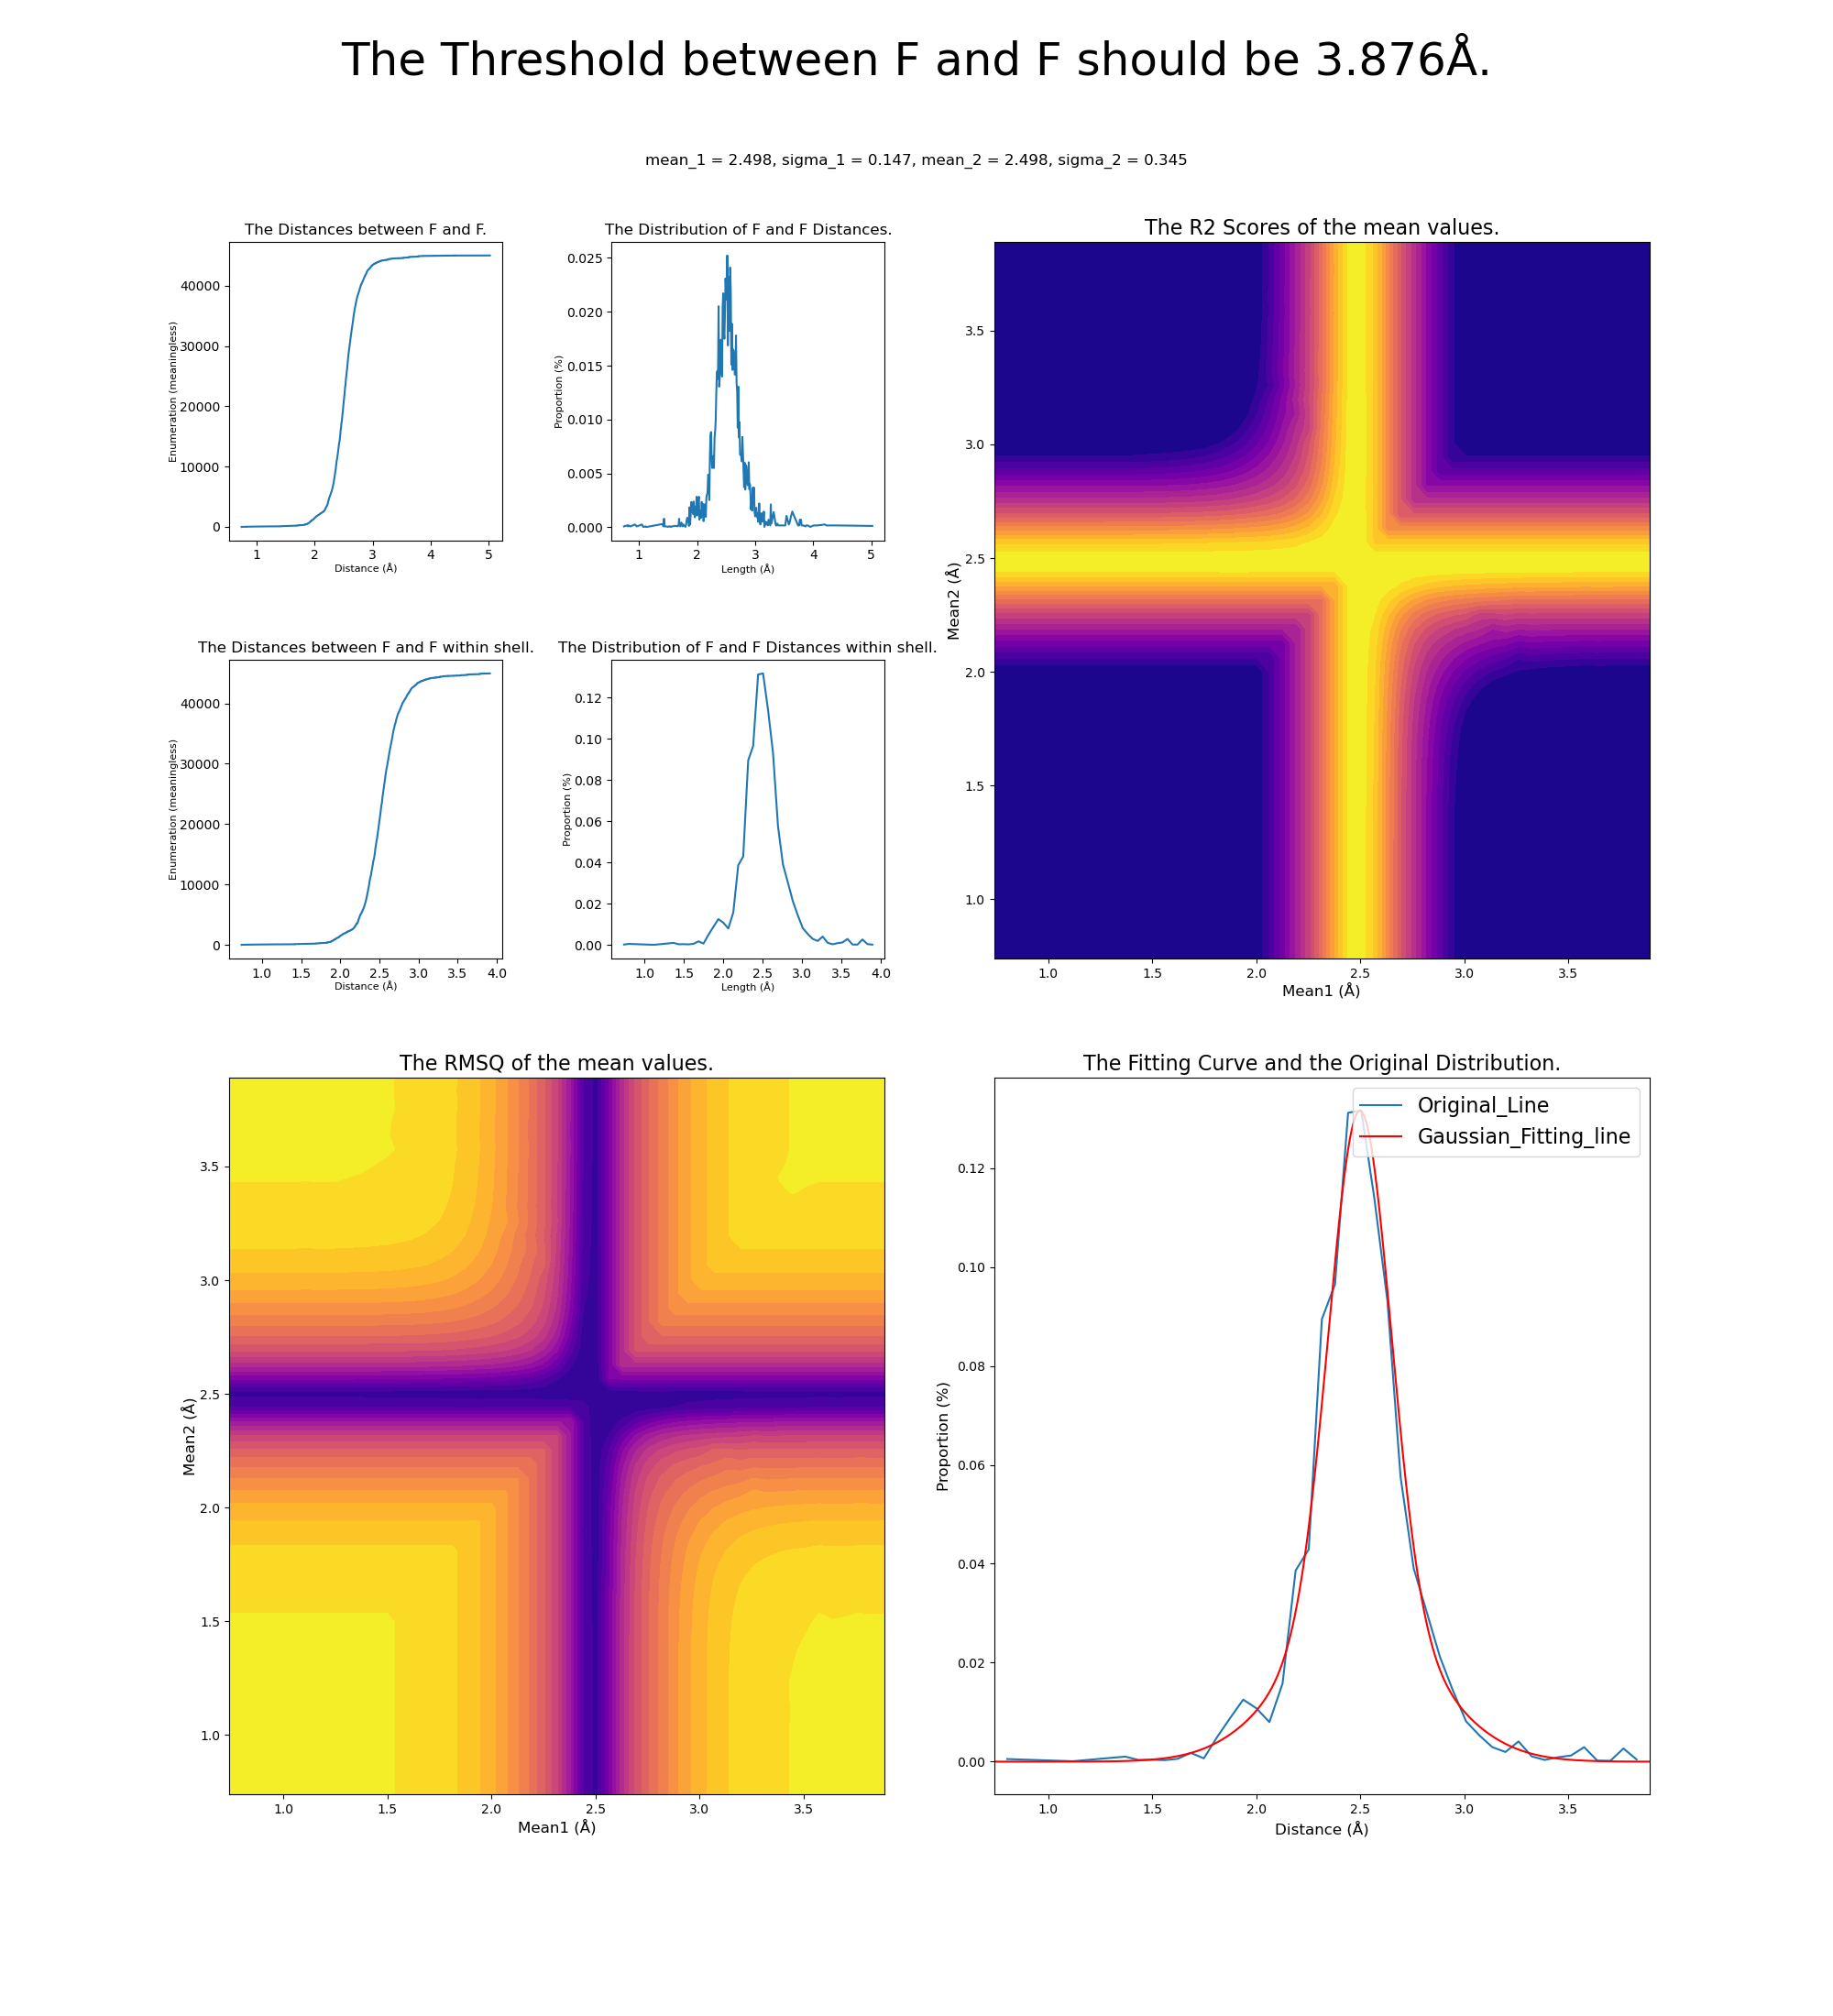 The Threshold between F and F should be 3.876Å.
mean_1 = 2.498, sigma_1 = 0.147, mean_2 = 2.498, sigma_2 = 0.345
The Distances between F and F.
Enumeration (meaningless)
40000
30000
20000
10000
0
1 2 3 4 5
Distance (Å)
The Distribution of F and F Distances.
Proportion (%)
0.025
0.020
0.015
0.010
0.005
0.000
1 2 3 4 5
Length (Å)
The R2 Scores of the mean values.
Mean2 (Å)
3.5
3.0
2.5
2.0
1.5
1.0
1.0 1.5 2.0 2.5 3.0 3.5
Mean1 (Å)
The Distances between F and F within shell.
Enumeration (meaningless)
40000
30000
20000
10000
0
1.0 1.5 2.0 2.5 3.0 3.5 4.0
Distance (Å)
The Distribution of F and F Distances within shell.
Proportion (%)
0.12
0.10
0.08
0.06
0.04
0.02
0.00
1.0 1.5 2.0 2.5 3.0 3.5 4.0
Length (Å)
The RMSQ of the mean values.
Mean2 (Å)
3.5
3.0
2.5
2.0
1.5
1.0
1.0 1.5 2.0 2.5 3.0 3.5
Mean1 (Å)
The Fitting Curve and the Original Distribution.
Original_Line
Gaussian_Fitting_line
Proportion (%)
0.12
0.10
0.08
0.06
0.04
0.02
0.00
1.0 1.5 2.0 2.5 3.0 3.5
Distance (Å)